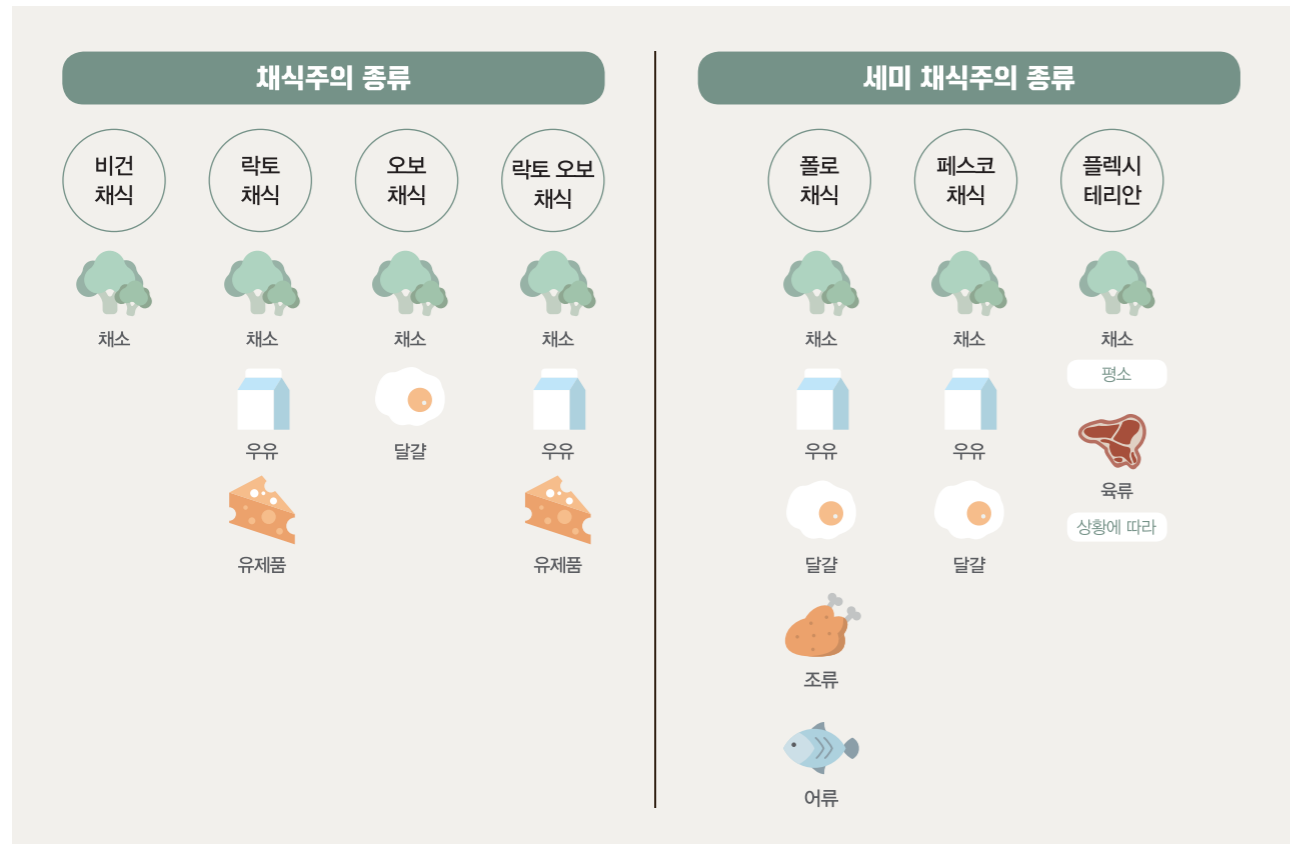 채식주의 종류
비건
채식
락토
채식
오보
채식
락토 오보
채식
채소
채소
채소
채소
우유
달걀
우유
유제품
유제품
세미 채식주의 종류
폴로
채식
페스코
채식
플렉시
테리안
채소
채소
채소
평소
우유
우유
육류
상황에 따라
달걀
달걀
조류
어류